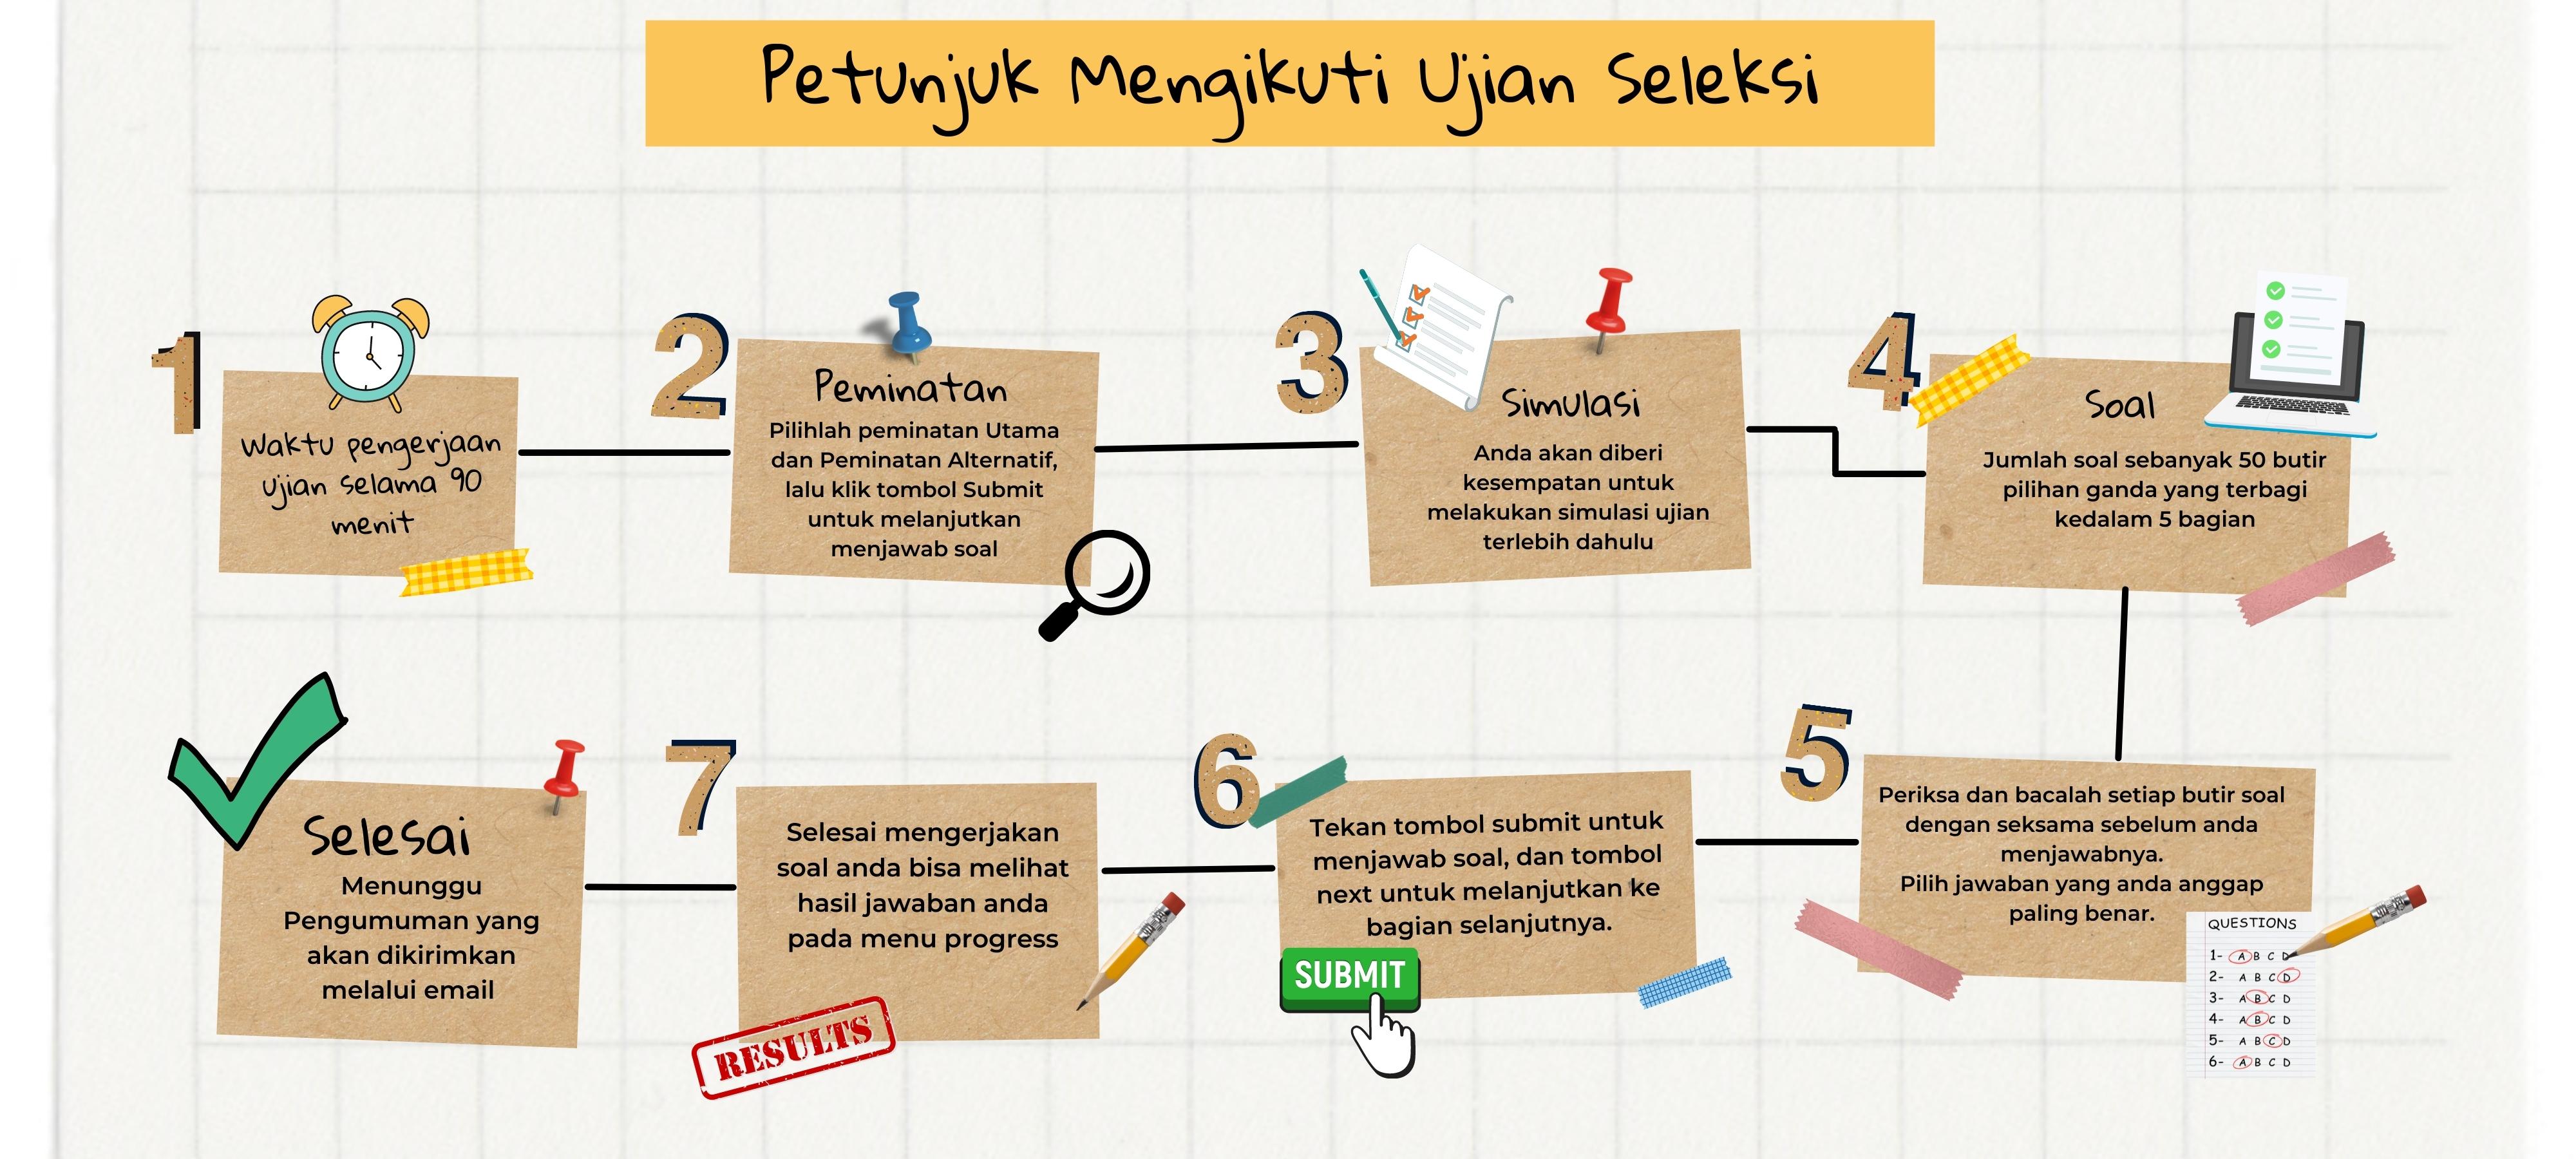 Petunjuk Mengikuti Ujian Seleksi
1
Waktu pengerjaan
ujian selama 90
menit
2
Peminatan
Pilihlah peminatan Utama
dan Peminatan Alternatif,
lalu klik tombol Submit
untuk melanjutkan
menjawab soal
3
Simulasi
Anda akan diberi
kesempatan untuk
melakukan simulasi ujian
terlebih dahulu
4
Soal
Jumlah soal sebanyak 50 butir
pilihan ganda yang terbagi
kedalam 5 bagian
5
Periksa dan bacalah setiap butir soal
dengan seksama sebelum anda
menjawabnya.
Pilih jawaban yang anda anggap
paling benar.
QUESTIONS
1- A B C D
2- A B C D
3- A B C D
4- A B C D
5- A B C D
6- A B C D
6
Tekan tombol submit untuk
menjawab soal, dan tombol
next untuk melanjutkan ke
bagian selanjutnya.
SUBMIT
7
Selesai mengerjakan
soal anda bisa melihat
hasil jawaban anda
pada menu progress
RESULTS
Selesai
Menunggu
Pengumuman yang
akan dikirimkan
melalui email